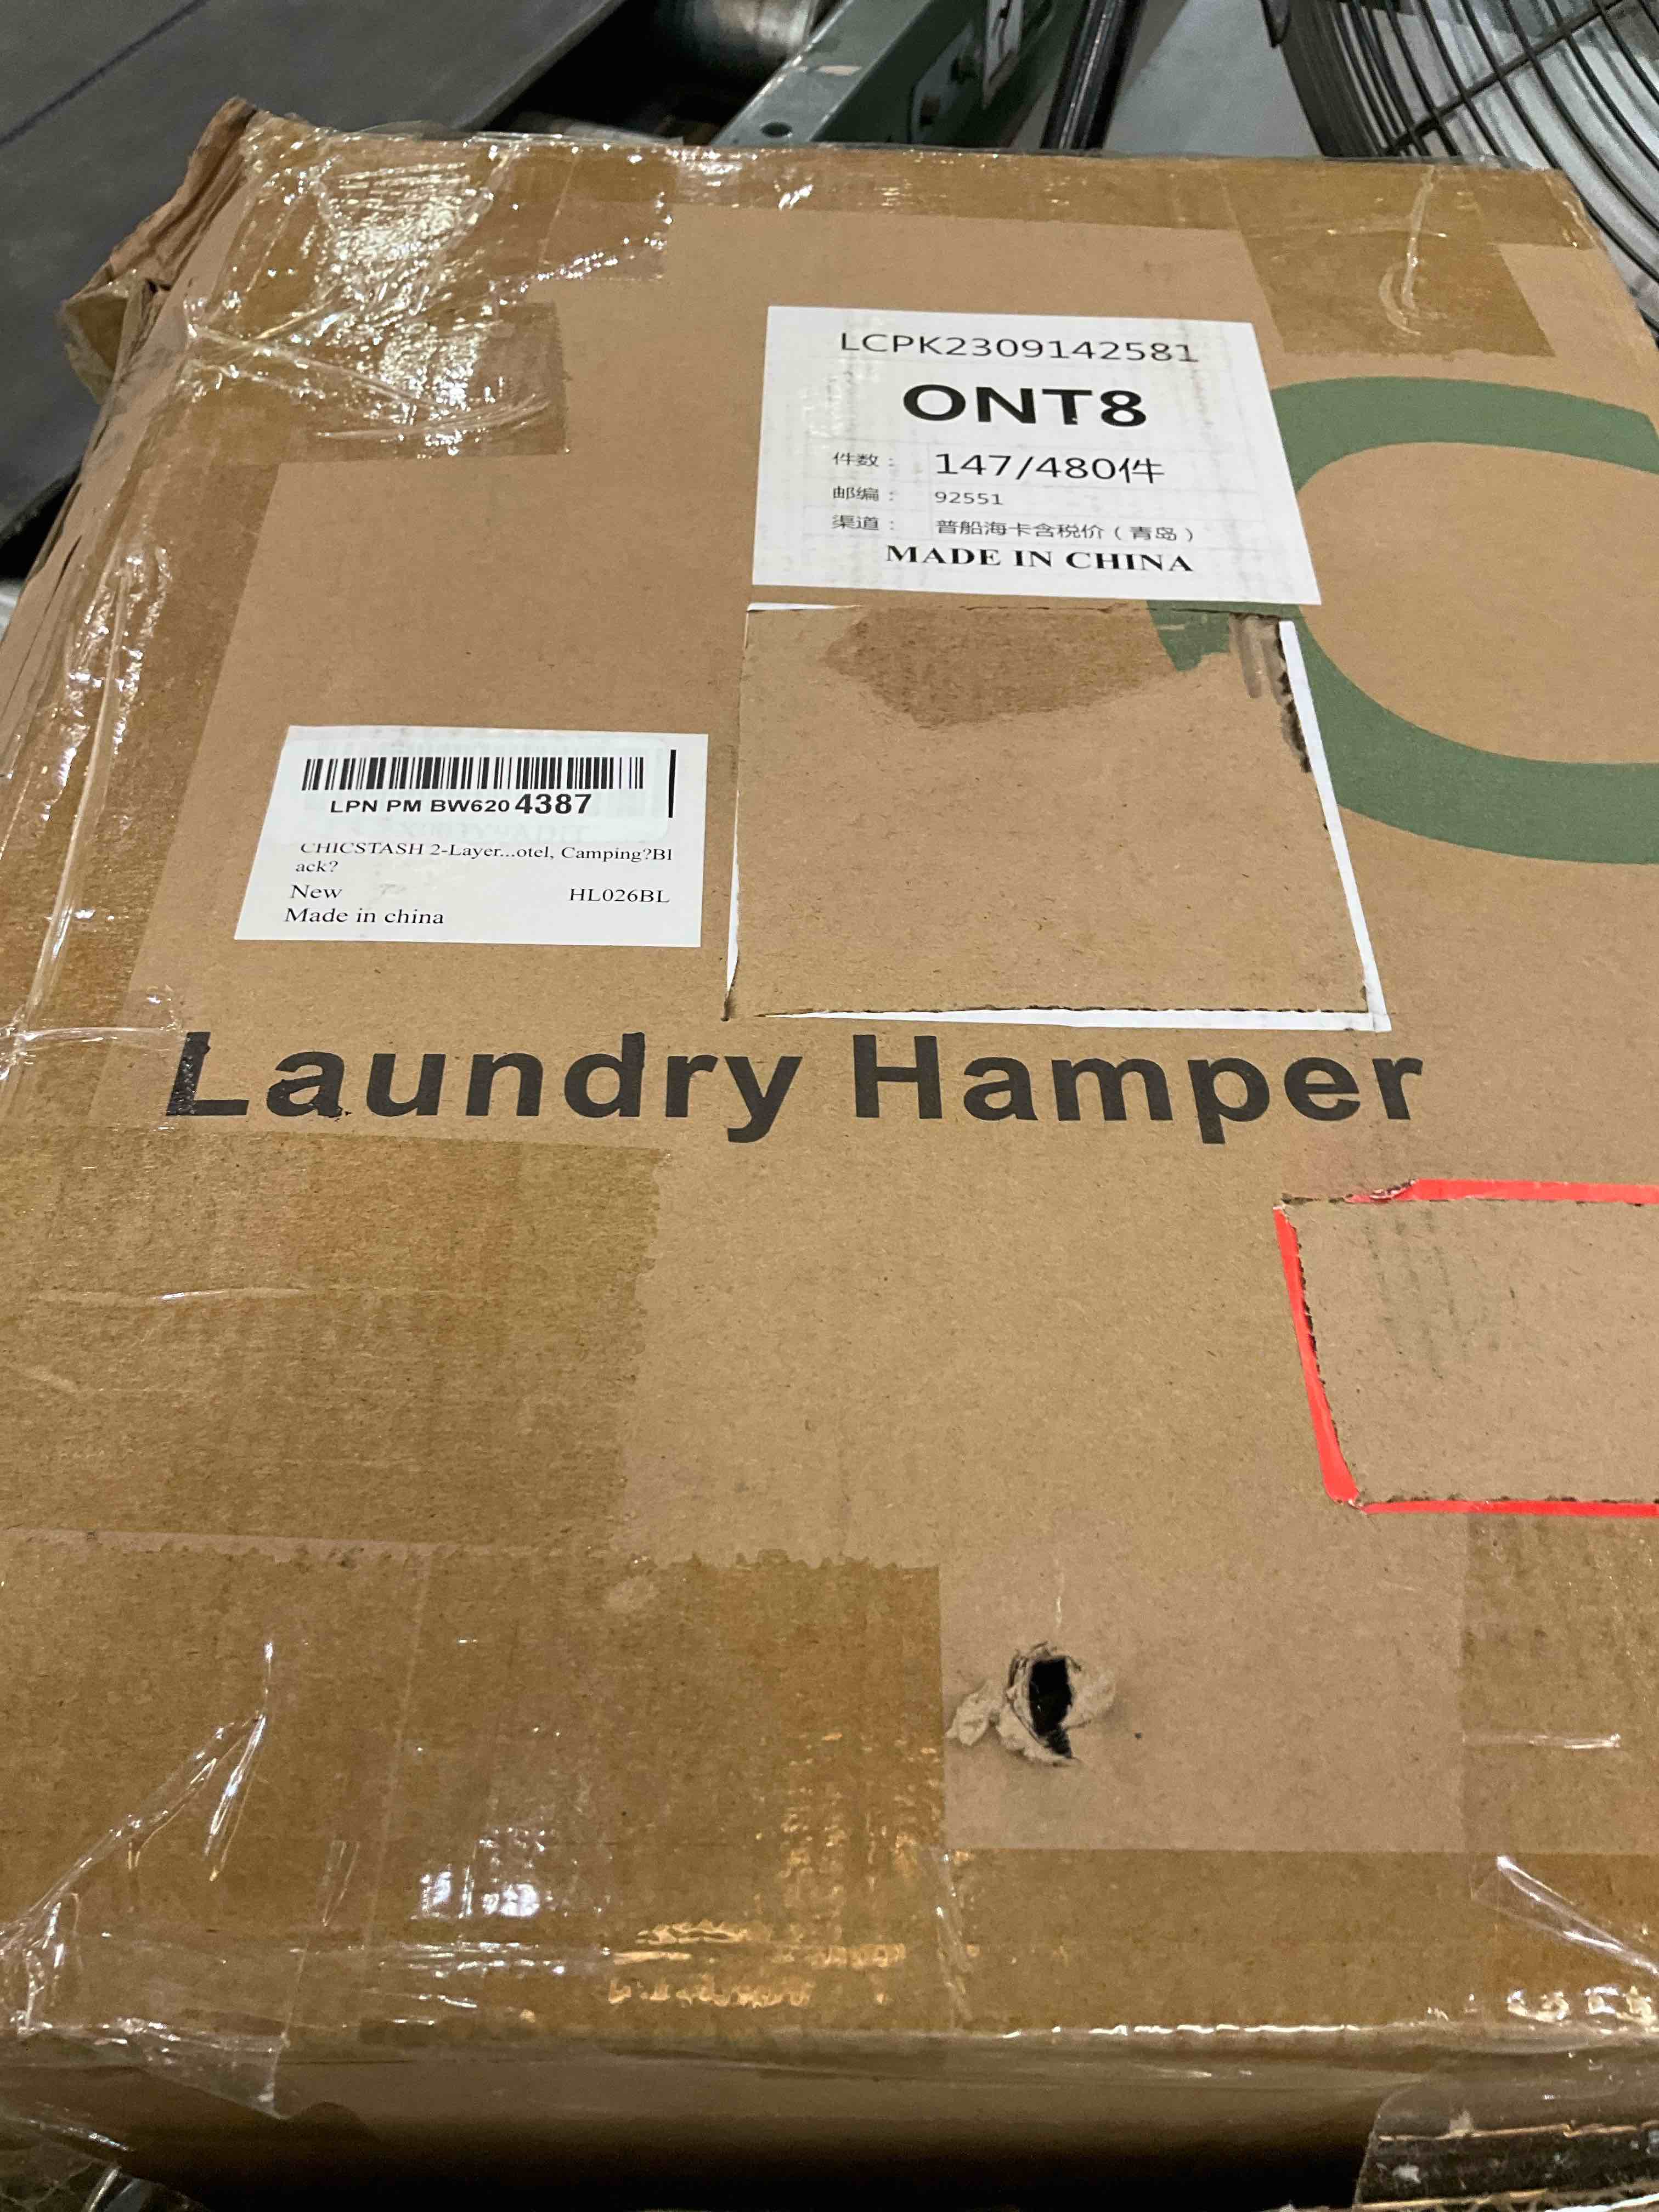 LCPK2309142581
ONT8
件数： 147/480件
邮编： 92551
渠道： 普船海卡含税价（青岛）
MADE IN CHINA
LPN PM BW620 4387
CHICSTASH 2-Layer...otel, Camping?Bl
ack?
New HL026BL
Made in china
Laundry Hamper